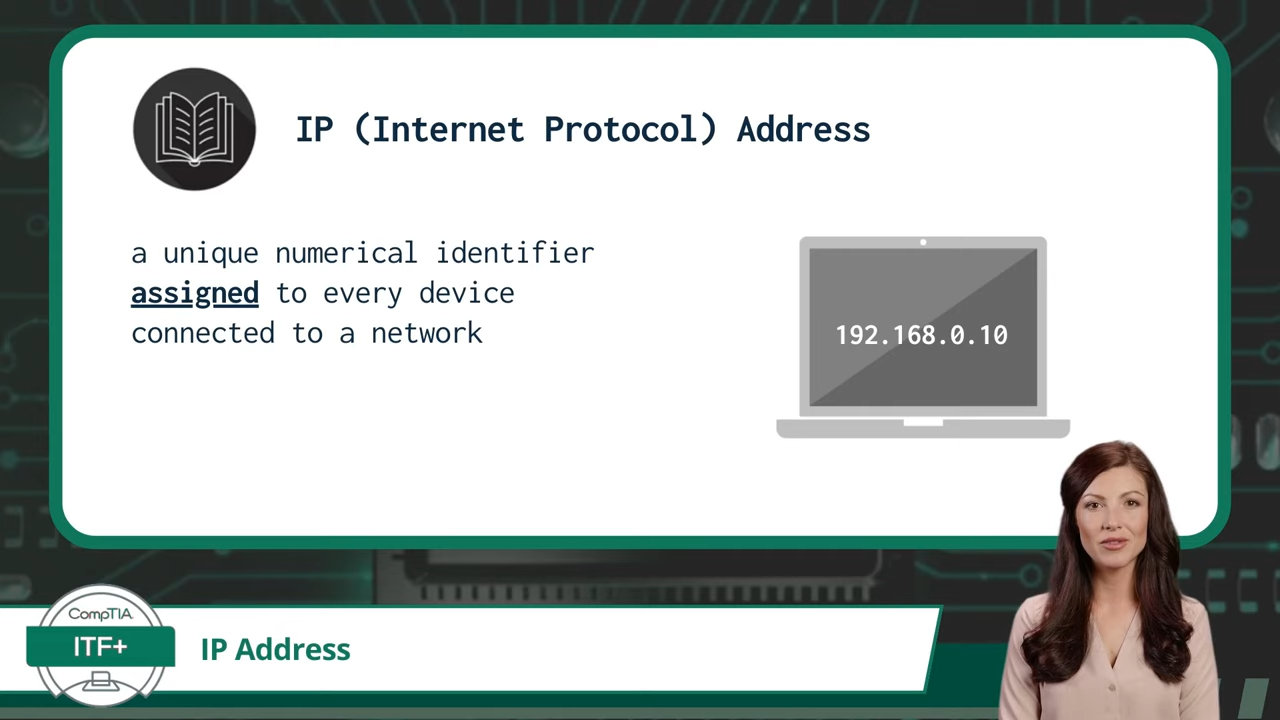 IP (Internet Protocol) Address
a unique numerical identifier
assigned to every device
connected to a network
192.168.0.10
CompTIA
ITF+
IP Address